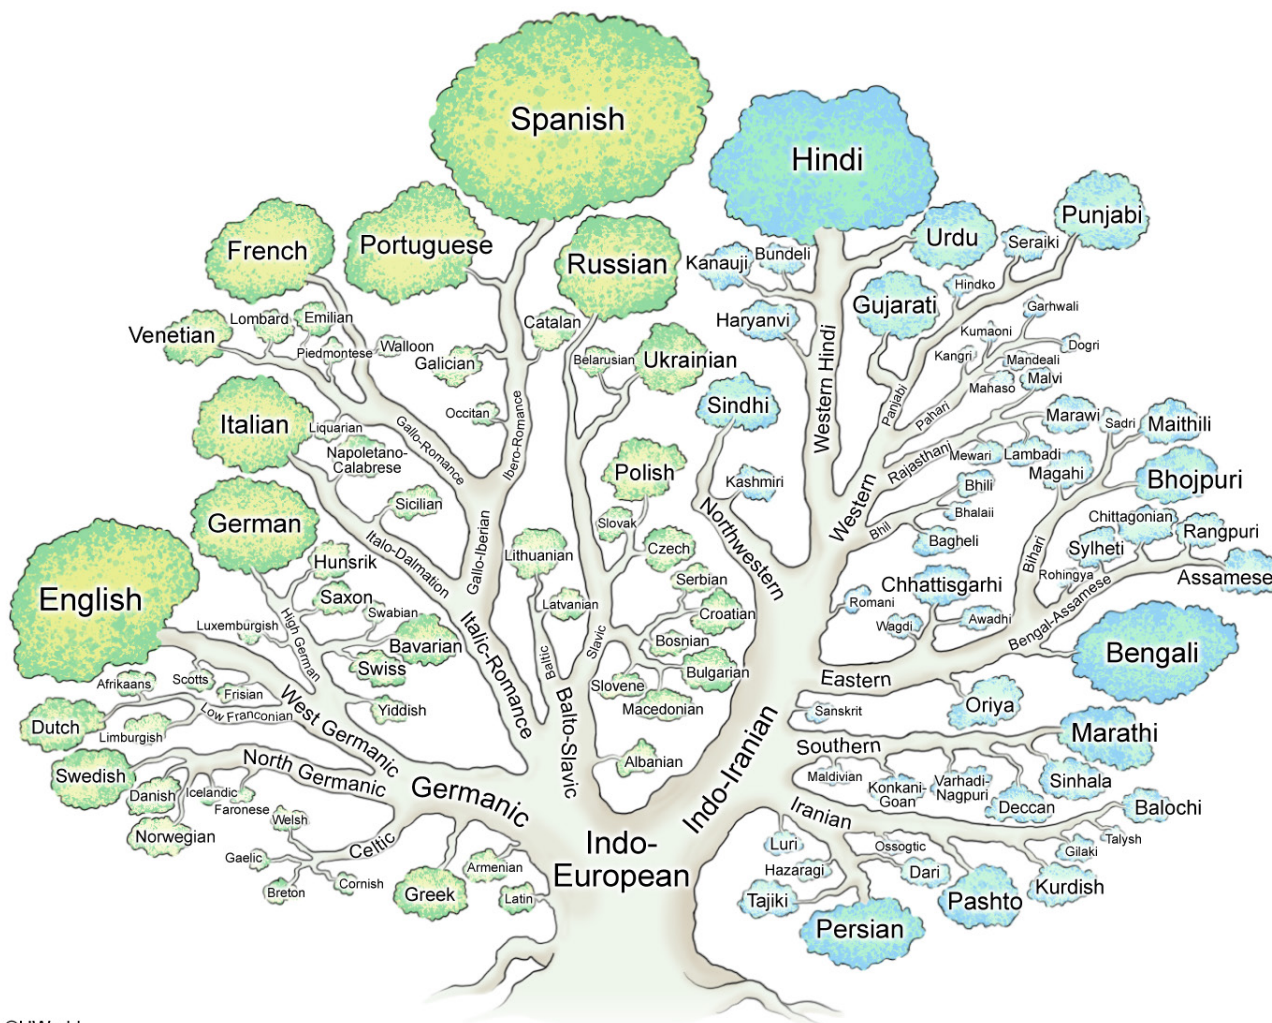 Spanish
Hindi
French
Portuguese
Russian
Urdu
Punjabi
Seraiki
Kanauji
Bundeli
Hindko
Gujarati
Garhwali
Venetian
Lombard
Emilian
Piedmontese
Walloon
Catalan
Galician
Belarusian
Ukrainian
Haryanvi
Kumaoni
Kangri
Dogri
Mandeali
Mahaso
Malvi
Italian
Liquarian
Napoletano-
Calabrese
Gallo-Romance
Occitan
Ibero-Romance
Sindhi
Western Hindi
Panjabi
Pahari
Rajasthani
Marawi
Sadri
Maithili
Mewari
Lambadi
Magahi
Bhojpuri
German
Sicilian
Italo-Dalmation
Gallo-Iberian
Polish
Slovak
Czech
Kashmiri
Northwestern
Western
Bhil
Bhili
Bhalaii
Bagheli
Bihari
Chittagonian
Rangpuri
Sylheti
Rohingya
Assamese
Bengal-Assamese
English
Hunsrik
Saxon
Swabian
Luxemburgish
High German
Bavarian
Swiss
Yiddish
Italic-Romance
Lithuanian
Latvanian
Baltic
Slavic
Serbian
Croatian
Bosnian
Bulgarian
Slovene
Macedonian
Romani
Chhattisgarhi
Wagdi
Awadhi
Bengali
Eastern
Oriya
Sanskrit
Afrikaans
Scotts
Frisian
Low Franconian
Dutch
Limburgish
West Germanic
Balto-Slavic
Albanian
Indo-Iranian
Southern
Marathi
Maldivian
Konkani-
Goan
Varhadi-
Nagpuri
Deccan
Sinhala
Swedish
North Germanic
Danish
Icelandic
Faronese
Norwegian
Germanic
Welsh
Celtic
Gaelic
Breton
Cornish
Greek
Armenian
Latin
Indo-
European
Iranian
Balochi
Luri
Hazaragi
Ossogtic
Talysh
Gilaki
Tajiki
Dari
Pashto
Kurdish
Persian